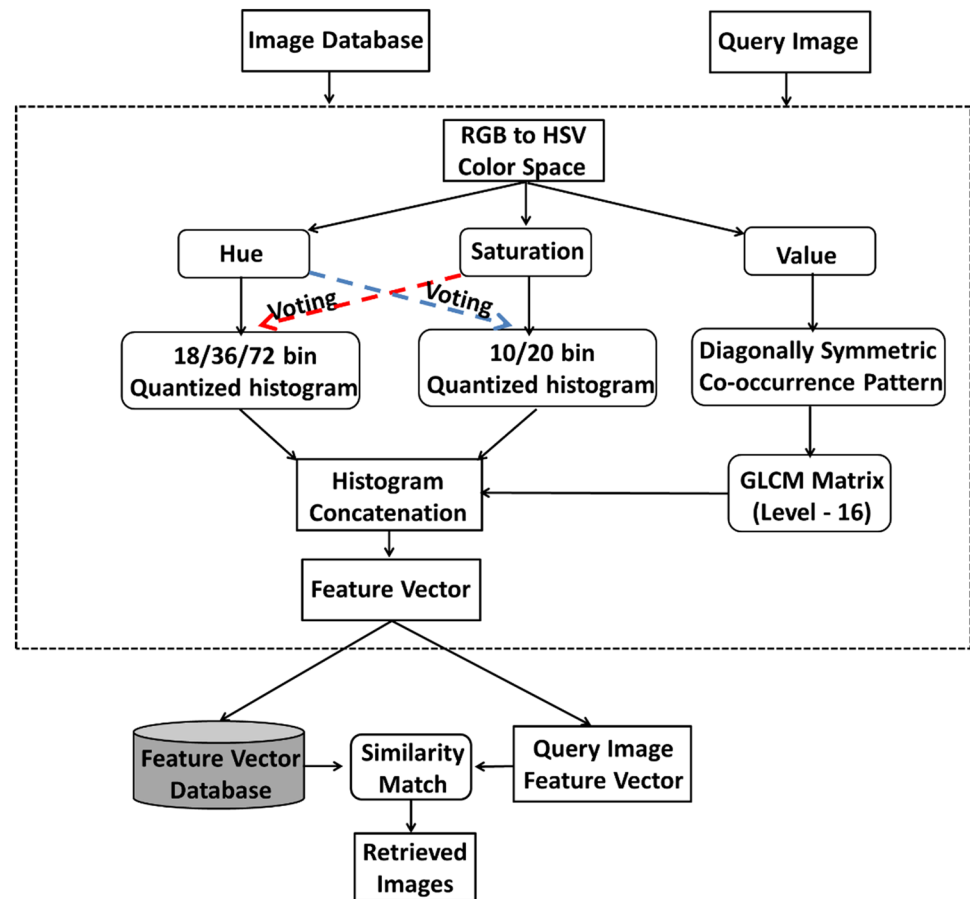 Image Database
Query Image
RGB to HSV
Color Space
Hue
Saturation
Value
Voting
Voting
18/36/72 bin
Quantized histogram
10/20 bin
Quantized histogram
Diagonally Symmetric
Co-occurrence Pattern
Histogram
Concatenation
GLCM Matrix
(Level - 16)
Feature Vector
Feature Vector
Database
Similarity
Match
Query Image
Feature Vector
Retrieved
Images